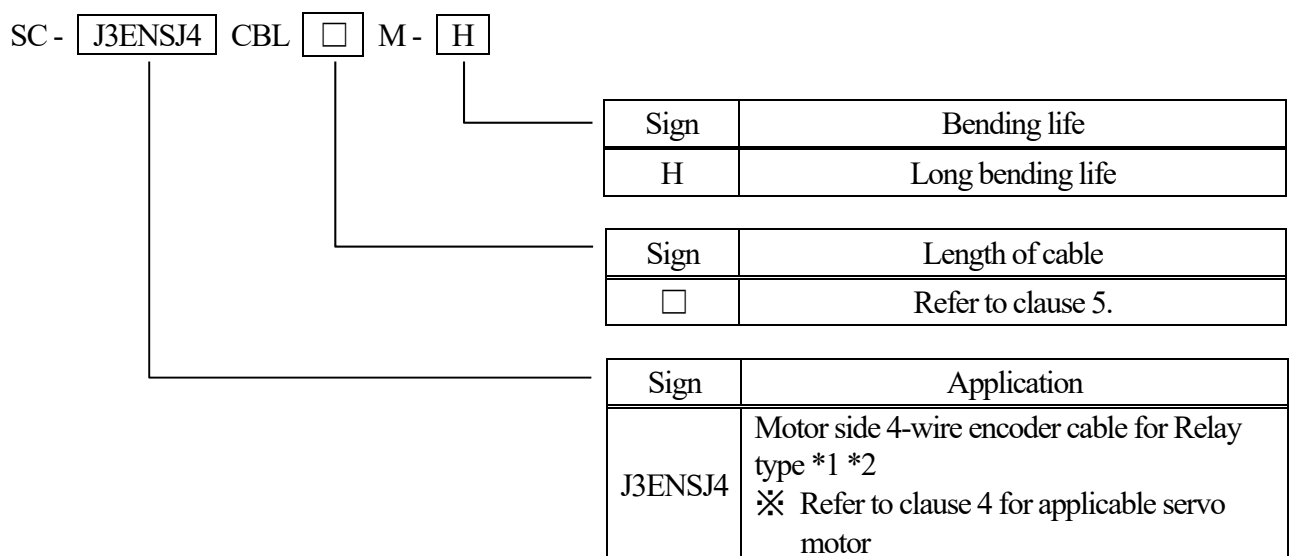 SC - J3ENSJ4 CBL □ M - H
Sign Bending life
H Long bending life
Sign Length of cable
□ Refer to clause 5.
Sign Application
J3ENSJ4 Motor side 4-wire encoder cable for Relay
type *1 *2
※ Refer to clause 4 for applicable servo
motor